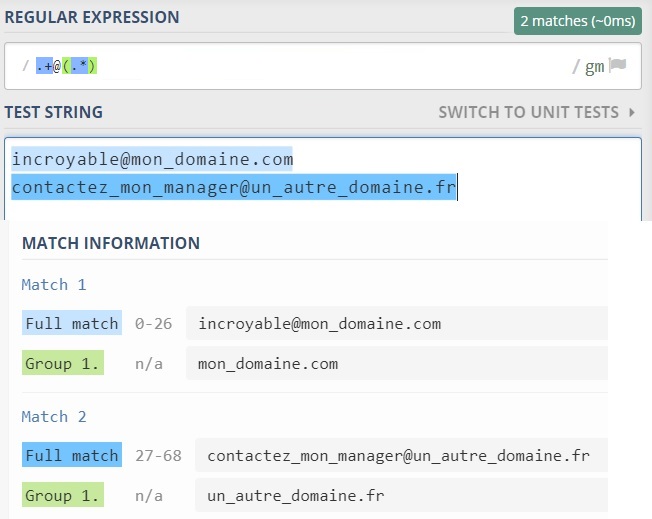 REGULAR EXPRESSION
2 matches (~0ms)
/ .+@(.*)
/ gm
TEST STRING
SWITCH TO UNIT TESTS
incroyable@mon_domaine.com
contactez_mon_manager@un_autre_domaine.fr
MATCH INFORMATION
Match 1
Full match 0-26 incroyable@mon_domaine.com
Group 1. n/a mon_domaine.com
Match 2
Full match 27-68 contactez_mon_manager@un_autre_domaine.fr
Group 1. n/a un_autre_domaine.fr